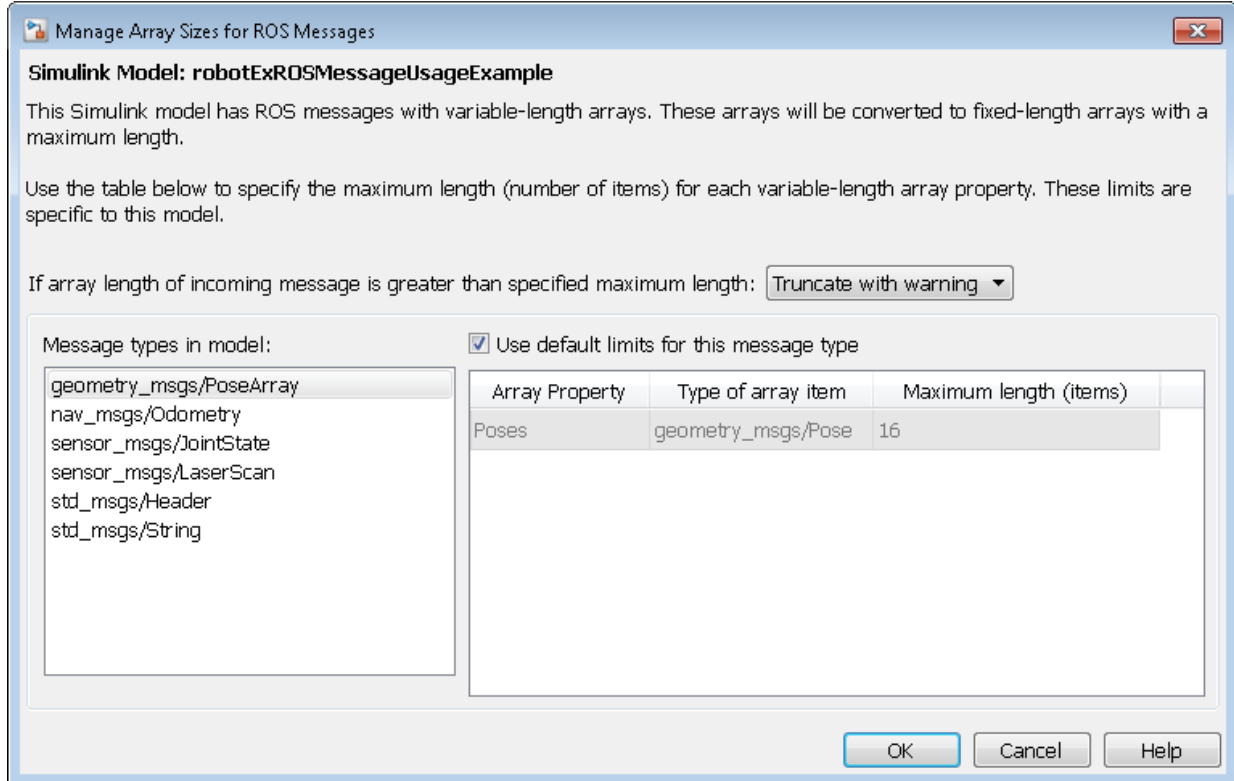 Manage Array Sizes for ROS Messages
Simulink Model: robotExROSMessageUsageExample
This Simulink model has ROS messages with variable-length arrays. These arrays will be converted to fixed-length arrays with a
maximum length.
Use the table below to specify the maximum length (number of items) for each variable-length array property. These limits are
specific to this model.
If array length of incoming message is greater than specified maximum length: Truncate with warning
Message types in model:
geometry_msgs/PoseArray
nav_msgs/Odometry
sensor_msgs/JointState
sensor_msgs/LaserScan
std_msgs/Header
std_msgs/String
Use default limits for this message type
Array Property Type of array item Maximum length (items)
Poses geometry_msgs/Pose 16
OK Cancel Help